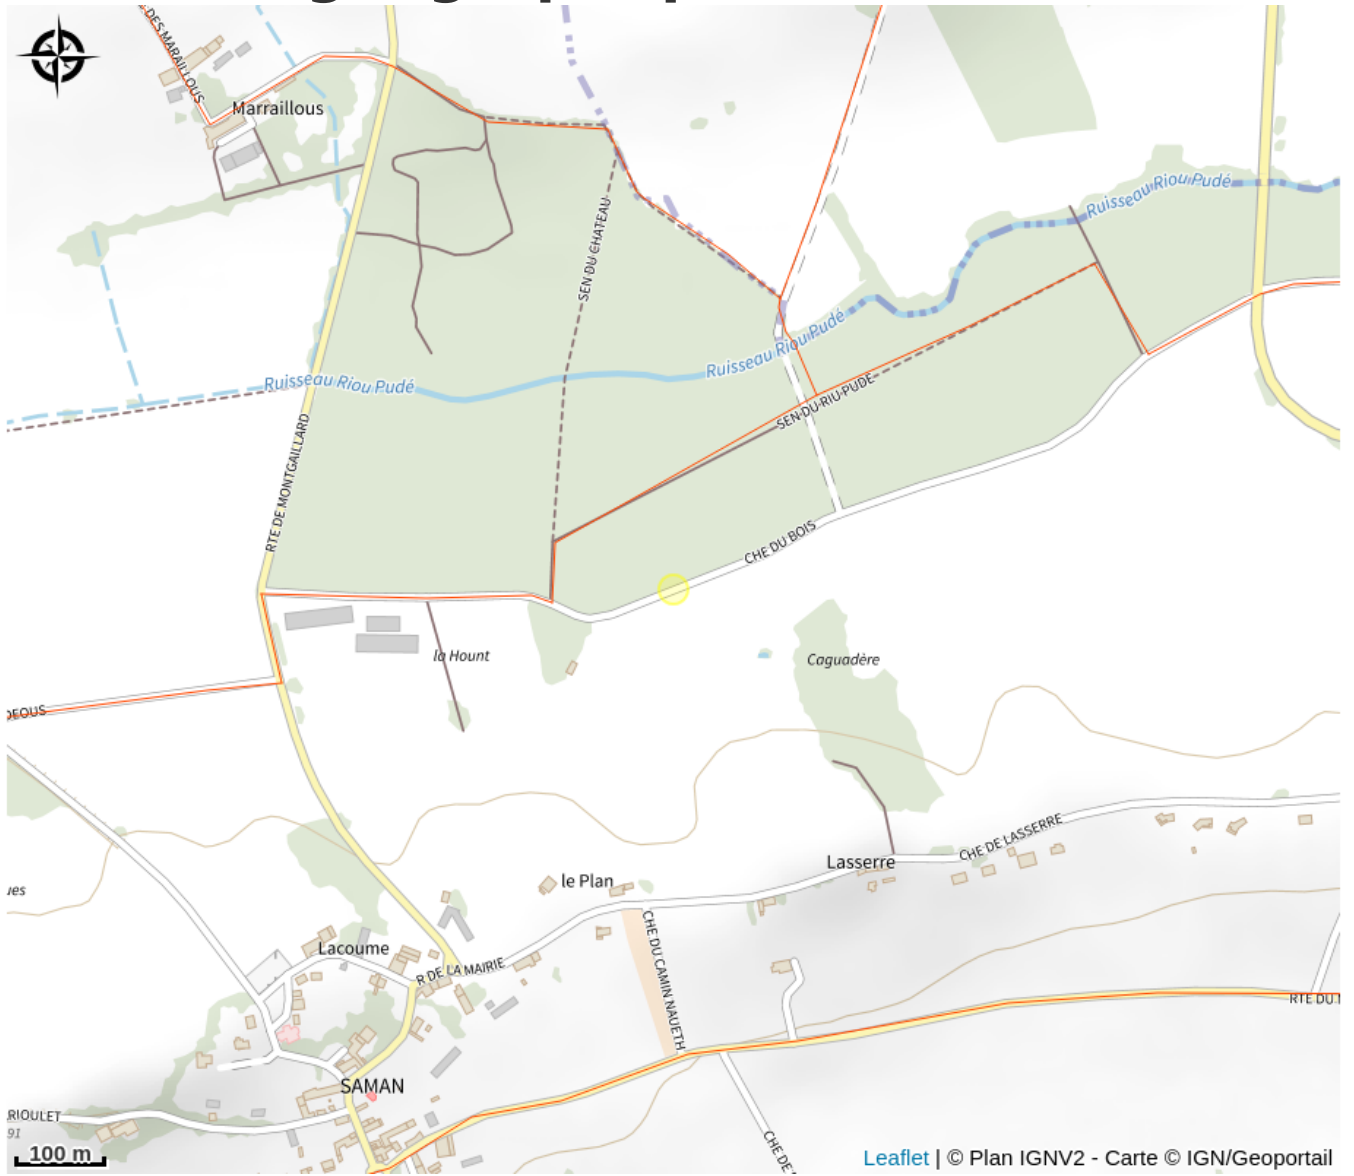 DES MARAILLOUS
Marraillous
Ruisseau Riou Pudé
SEN DU CHATEAU
Ruisseau Riou Pudé
Ruisseau Riou Pudé
SEN DU RIU PUDE
RTE DE MONTGAILLARD
CHE DU BOIS
la Hount
Caguadère
CHE DE LASSERRE
Lasserre
le Plan
CHE DU CAMIN NAUETH
Lacoume
R DE LA MAIRIE
RTE DU
SAMAN
RIOULET
91
CHE DE
100 m
Leaflet | © Plan IGNV2 - Carte © IGN/Geoportail